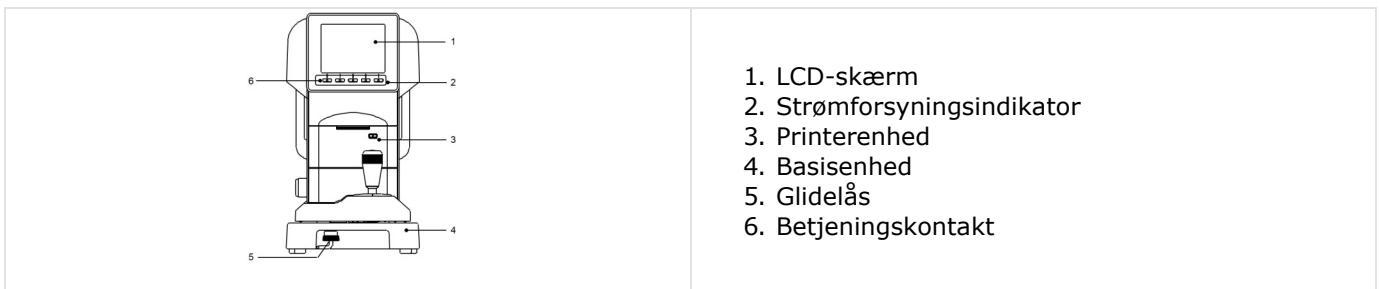 1
6
2
3
4
5
1. LCD-skærm
2. Strømforsyningsindikator
3. Printerenhed
4. Basisenhed
5. Glidelås
6. Betjeningskontakt